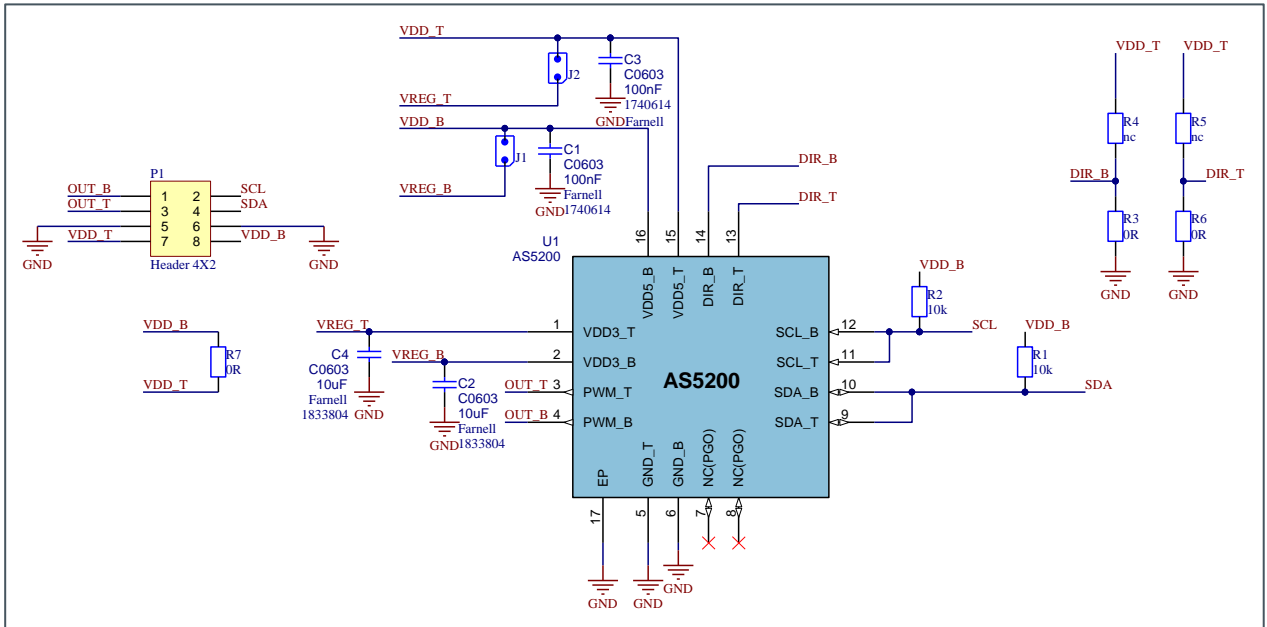 VDD_T
J2
C3
C0603
100nF
1740614
GND Farnell
VREG_T
VDD_B
J1
C1
C0603
100nF
Farnell
GND 1740614
VREG_B
DIR_B
DIR_T
VDD_T
VDD_T
R4
nc
R5
nc
DIR_B
DIR_T
R3
0R
R6
0R
GND
GND
P1
OUT_B
1
2
SCL
OUT_T
3
4
SDA
5
6
VDD_T
7
8
VDD_B
GND
Header 4X2
GND
U1
AS5200
16
15
14
13
VDD5_B
VDD5_T
DIR_B
DIR_T
VDD_B
R7
0R
VDD_T
VREG_T
C4
C0603
10uF
Farnell
1833804
GND
VREG_B
C2
C0603
10uF
Farnell
GND 1833804
OUT_T
OUT_B
1
VDD3_T
2
VDD3_B
3
PWM_T
4
PWM_B
AS5200
SCL_B
12
SCL_T
11
SDA_B
10
SDA_T
9
VDD_B
R2
10k
SCL
VDD_B
R1
10k
SDA
EP
GND_T
GND_B
NC(PGO)
NC(PGO)
17
5
6
7
8
GND
GND
GND